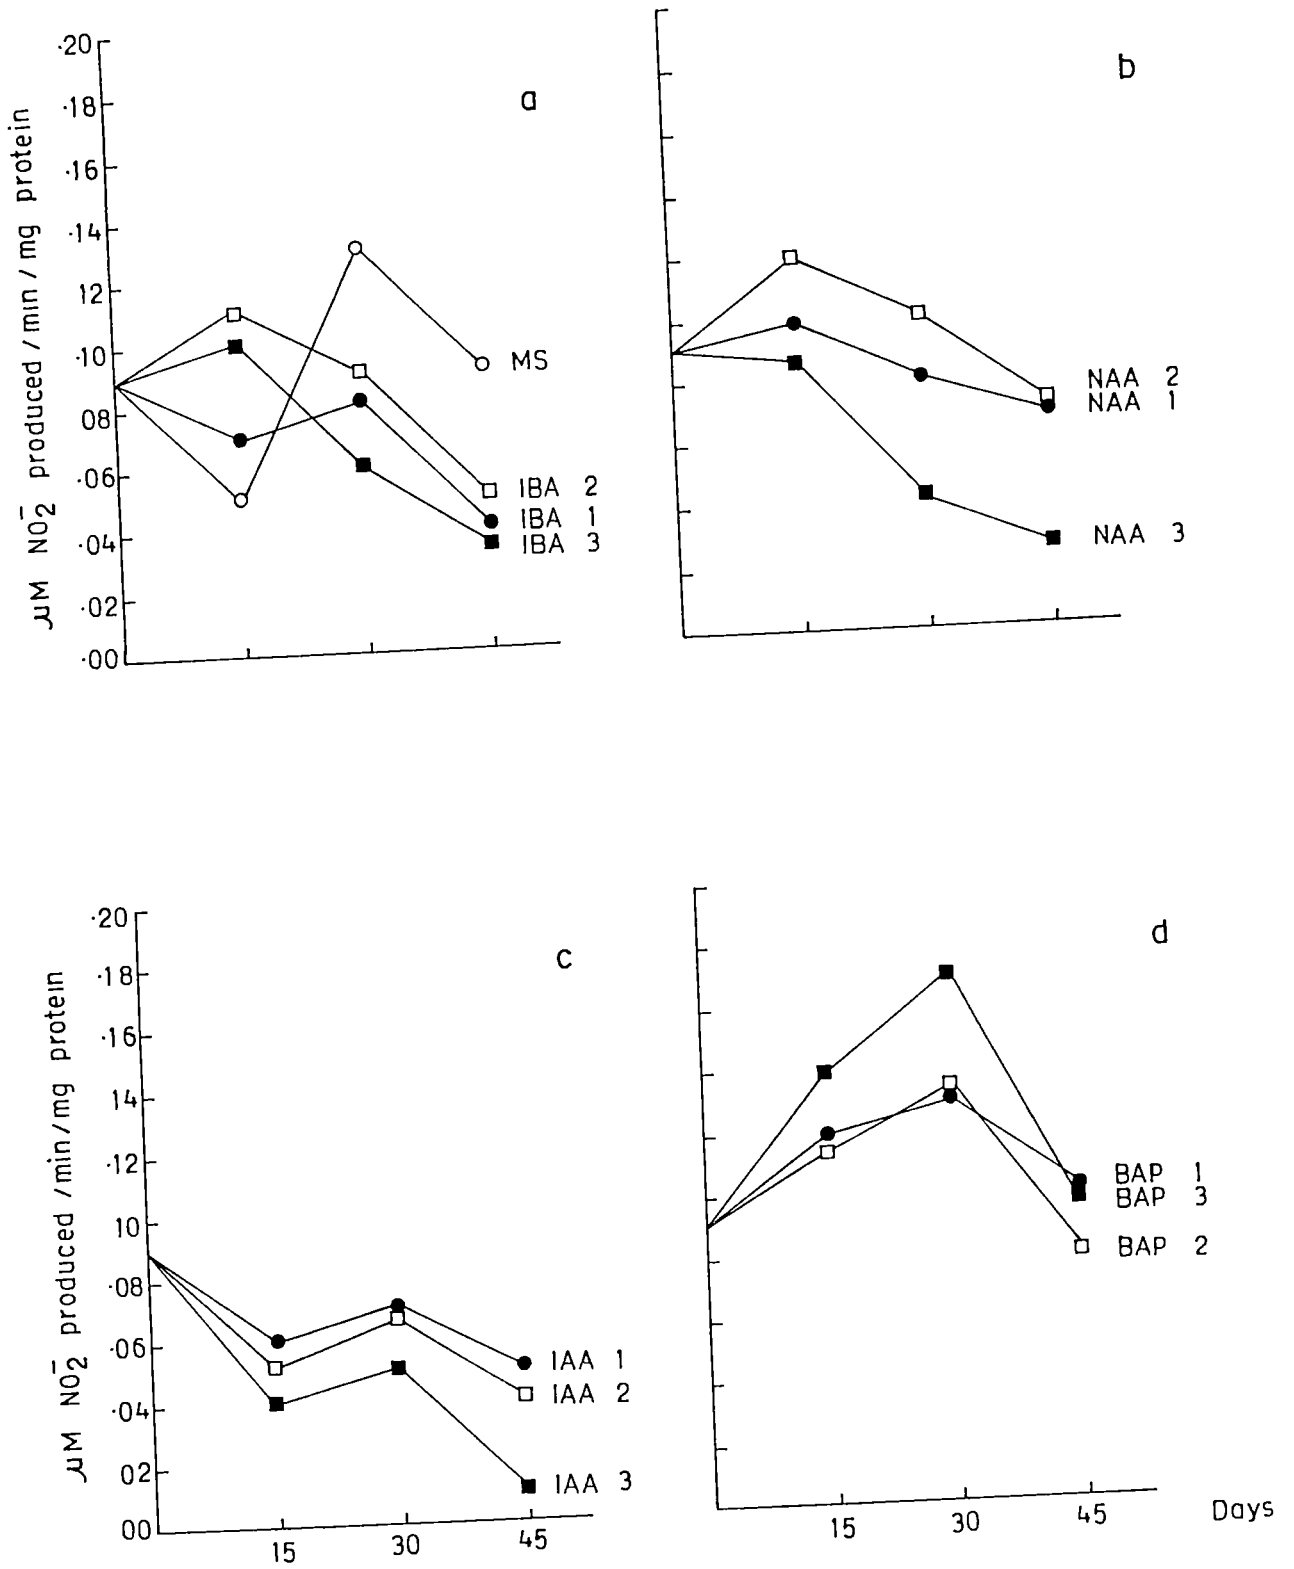 a
µM NO₂⁻ produced / min / mg protein
·20
·18
·16
·14
12
·10
08
·06
·04
·02
·00
MS
IBA 2
IBA 1
IBA 3
b
NAA 2
NAA 1
NAA 3
c
µM NO₂⁻ produced /min/mg protein
·20
·18
·16
14
·12
10
·08
·06
·04
02
00
IAA 1
IAA 2
IAA 3
15 30 45
d
BAP 1
BAP 3
BAP 2
15 30 45 Days